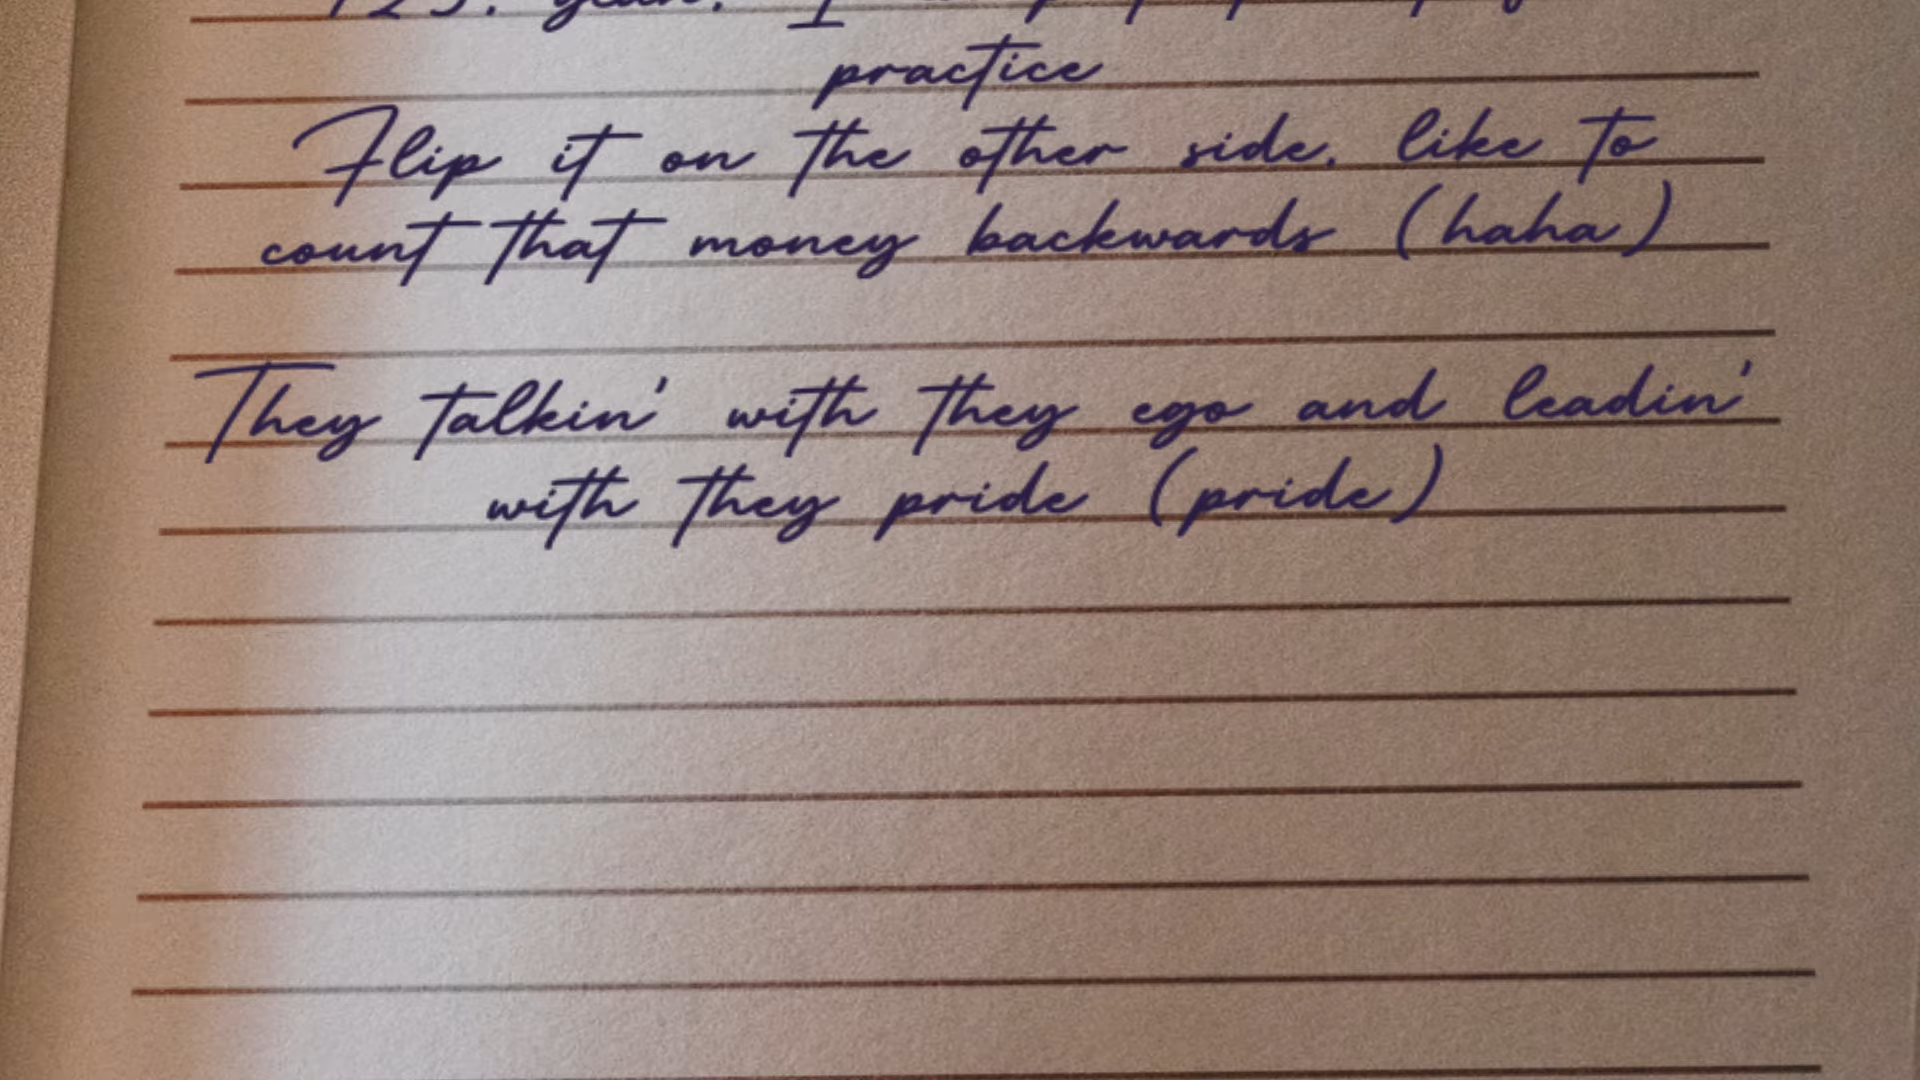 practice
Flip it on the other side, like to
count that money backwards (haha)
They talkin' with they ego and leadin'
with they pride (pride)